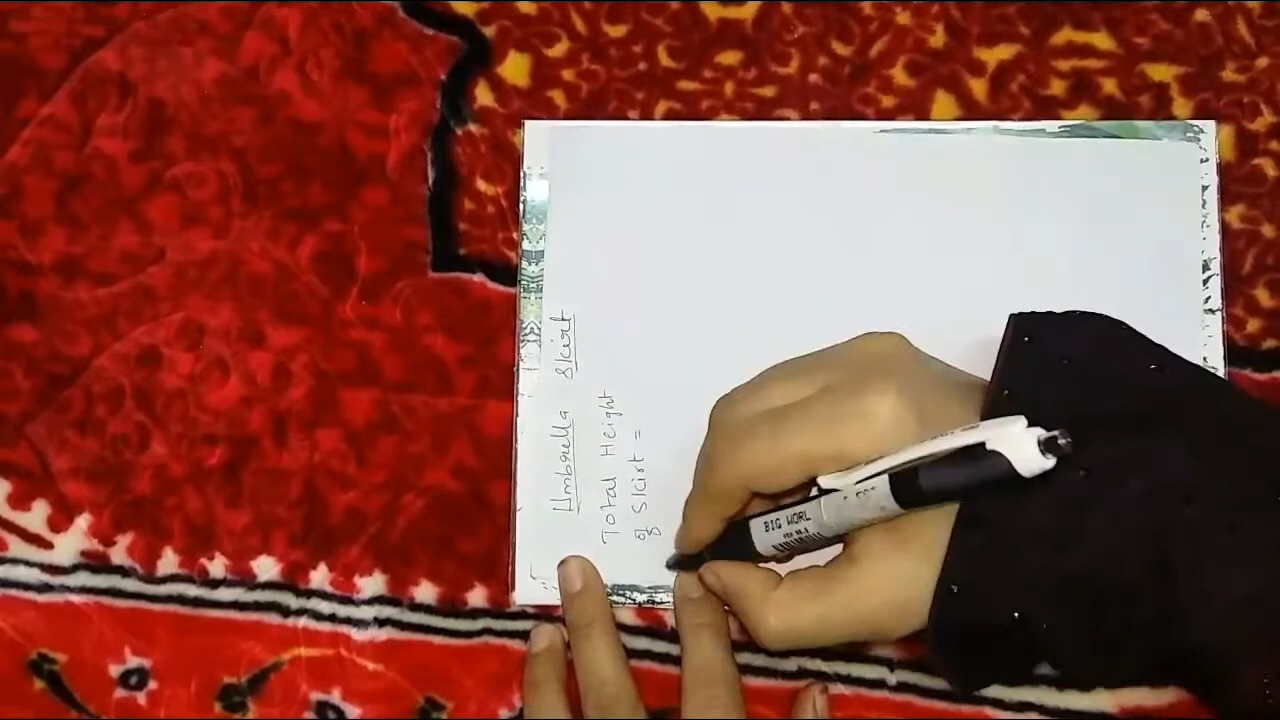 Umbrella Skirt
Total Height
of Skirt =
BIG WORL